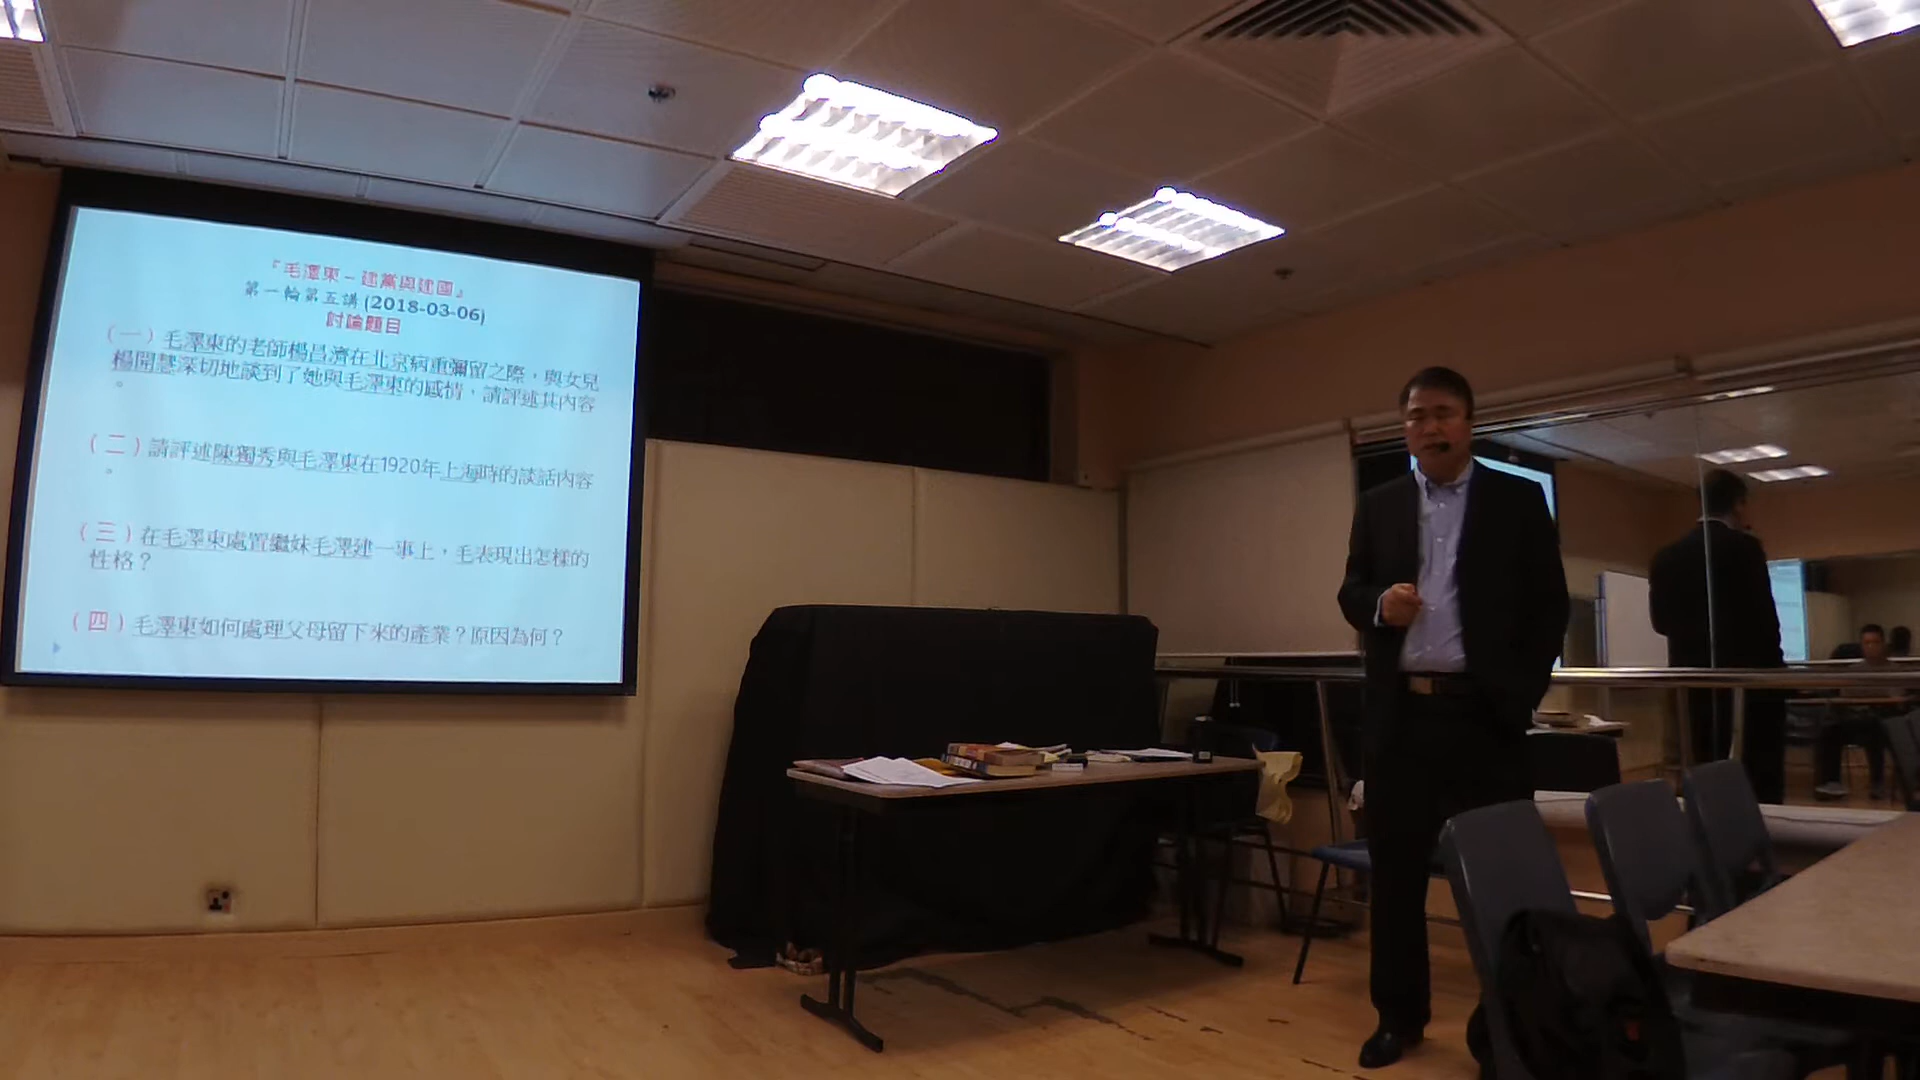 『毛澤東－建黨與建國』
第一輪第五講 (2018-03-06)
討論題目
（一）毛澤東的老師楊昌濟在北京病重彌留之際，與女兒
楊開慧深切地談到了她與毛澤東的感情，請評述其內容
。
（二）請評述陳獨秀與毛澤東在1920年上海時的談話內容
。
（三）在毛澤東處置繼妹毛澤建一事上，毛表現出怎樣的
性格？
（四）毛澤東如何處理父母留下來的產業？原因為何？